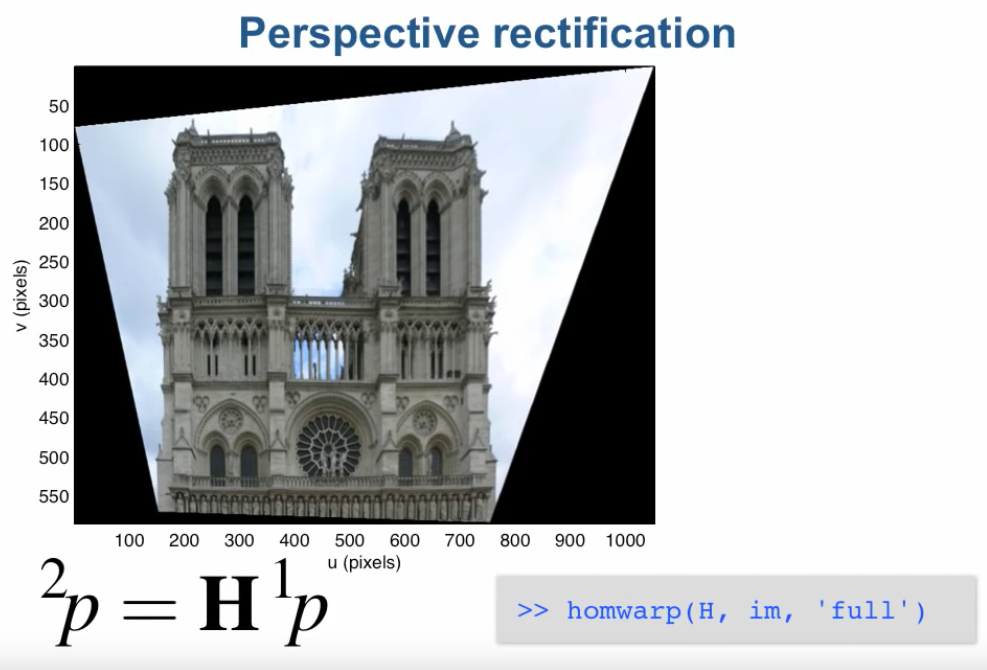 Perspective rectification
50
100
150
200
250
300
350
400
450
500
550
v (pixels)
100 200 300 400 500 600 700 800 900 1000
u (pixels)
²p = H ¹p
>> homwarp(H, im, 'full')